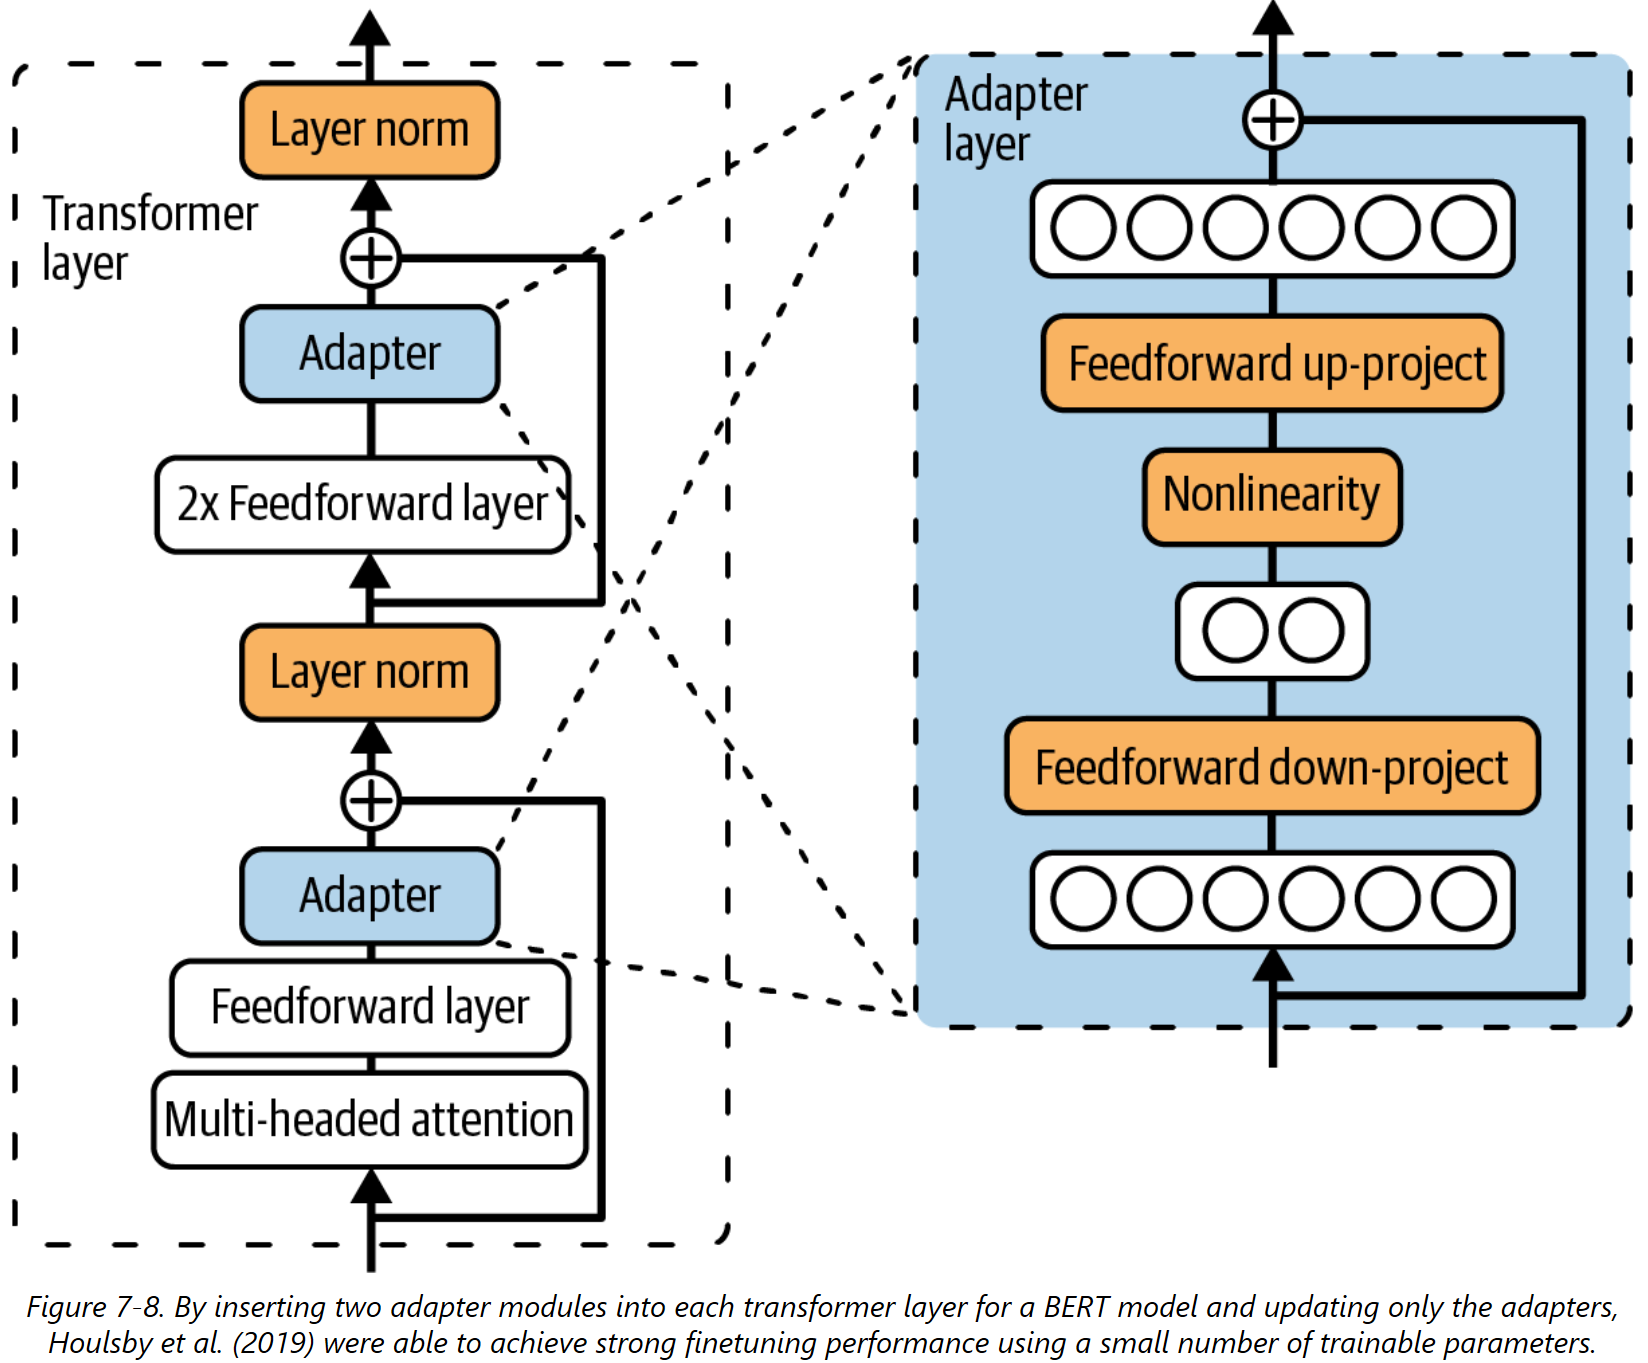 Layer norm
Transformer
layer
Adapter
2x Feedforward layer
Layer norm
Adapter
Feedforward layer
Multi-headed attention
Adapter
layer
Feedforward up-project
Nonlinearity
Feedforward down-project
Figure 7-8. By inserting two adapter modules into each transformer layer for a BERT model and updating only the adapters,
Houlsby et al. (2019) were able to achieve strong finetuning performance using a small number of trainable parameters.